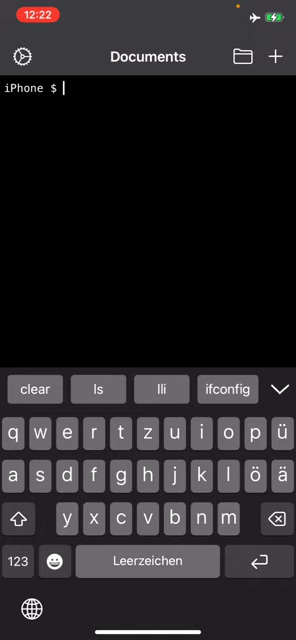 12:22
Documents
iPhone $
clear ls lli ifconfig
q w e r t z u i o p ü
a s d f g h j k l ö ä
y x c v b n m
123 Leerzeichen